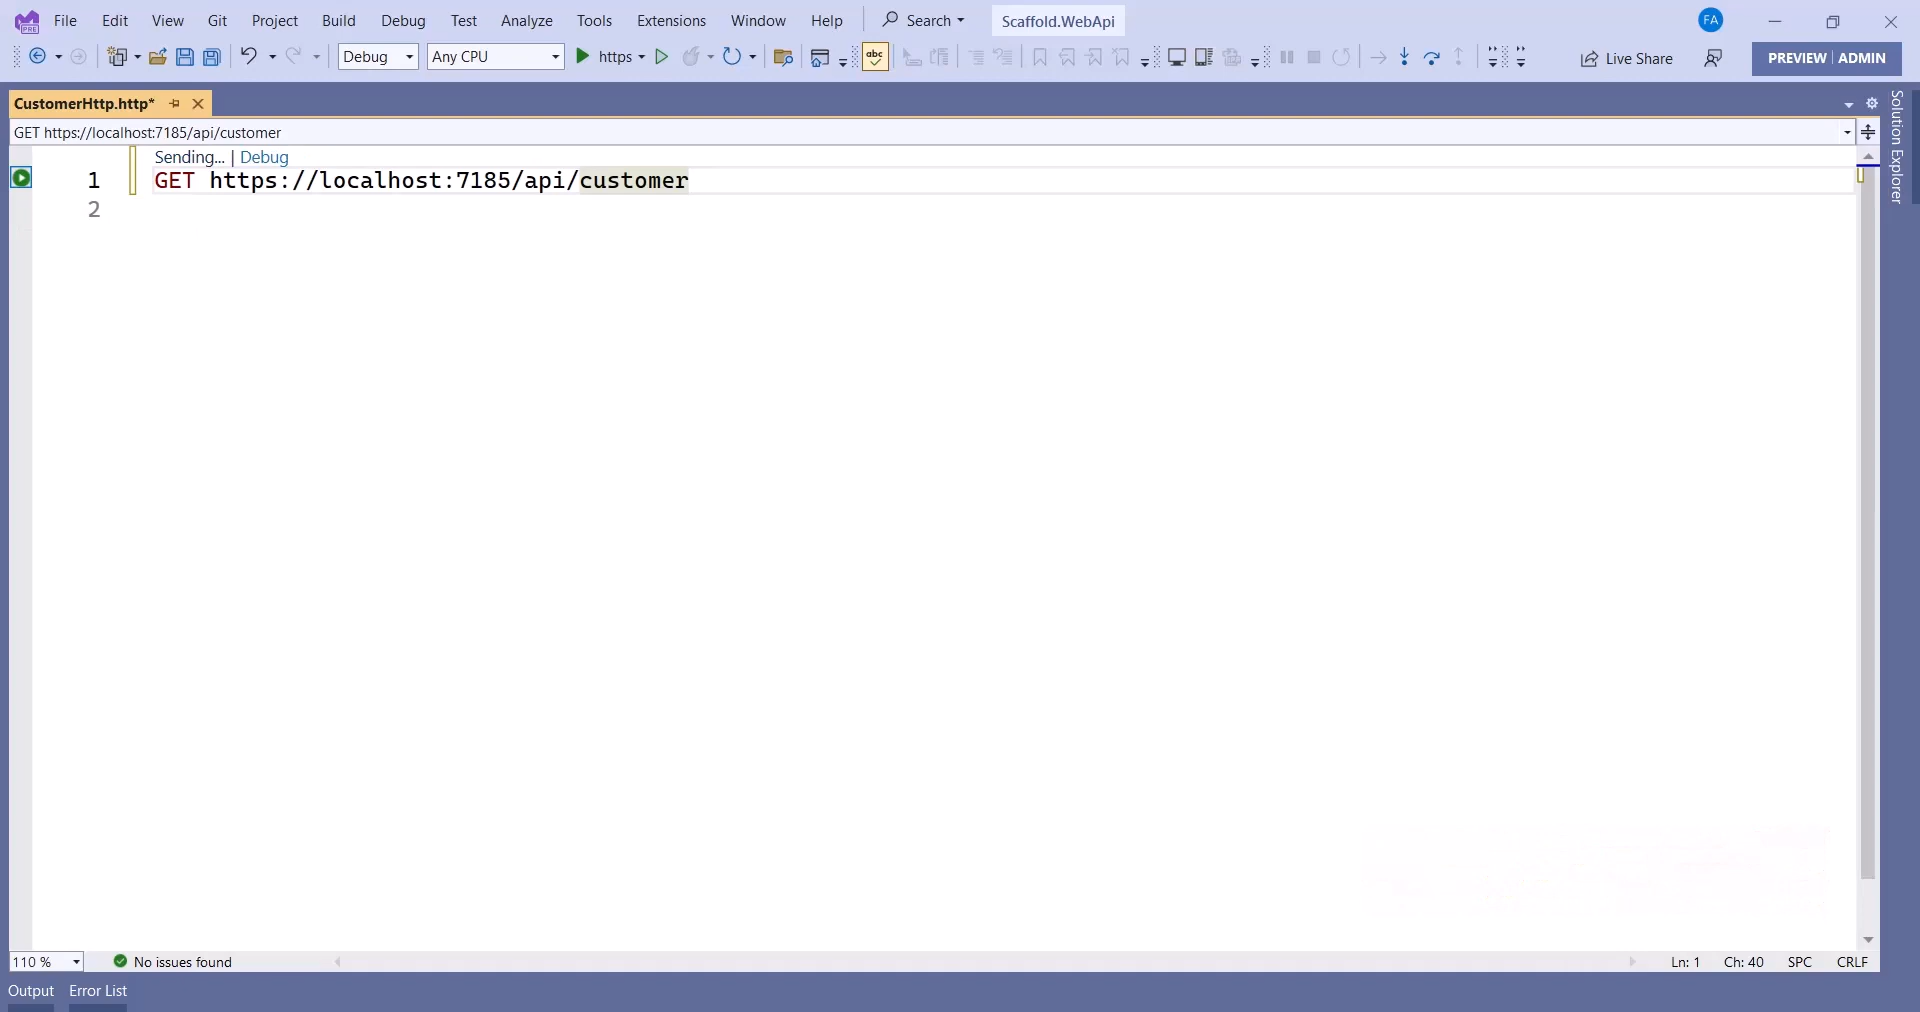 File Edit View Git Project Build Debug Test Analyze Tools Extensions Window Help Search Scaffold.WebApi FA
Debug Any CPU https abc Live Share PREVIEW ADMIN
PRE
CustomerHttp.http*
GET https://localhost:7185/api/customer
Sending... | Debug
1 GET https://localhost:7185/api/customer
2
Solution Explorer
110 % No issues found Ln: 1 Ch: 40 SPC CRLF
Output Error List